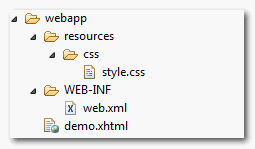 webapp
resources
css
style.css
WEB-INF
web.xml
demo.xhtml